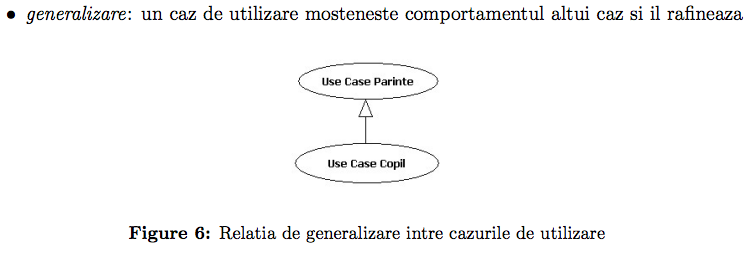 • generalizare: un caz de utilizare mosteneste comportamentul altui caz si il rafineaza
Use Case Parinte
Use Case Copil
Figure 6: Relatia de generalizare intre cazurile de utilizare